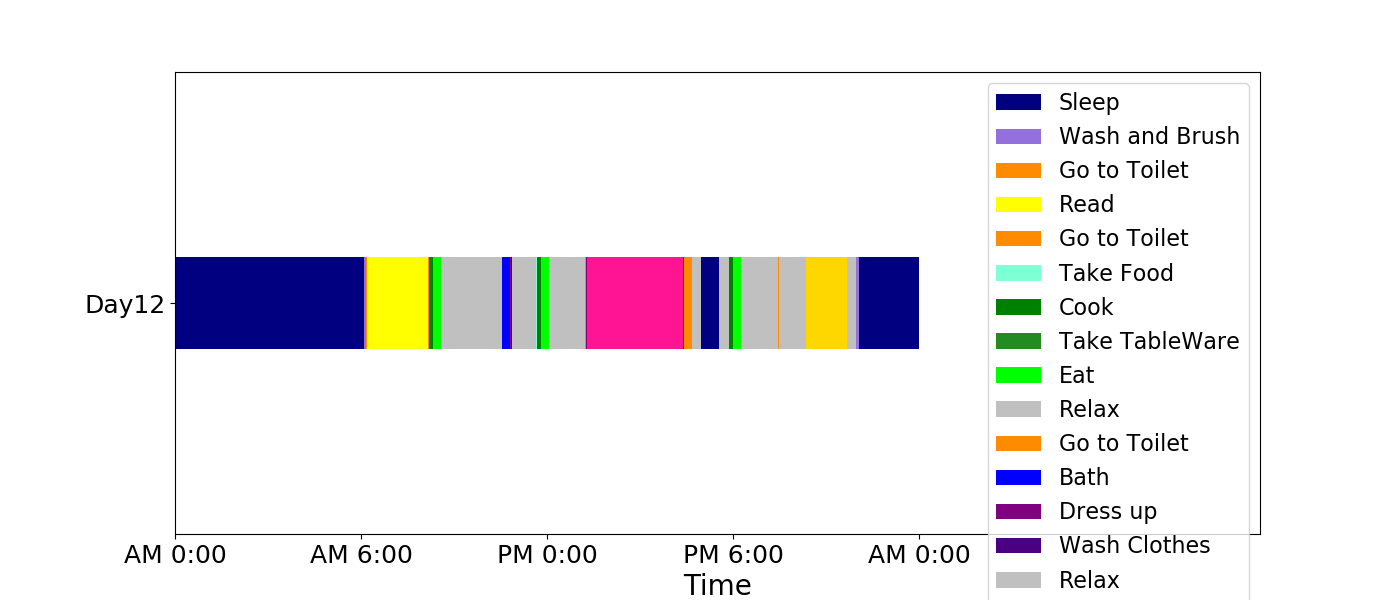 Sleep
Wash and Brush
Go to Toilet
Read
Go to Toilet
Take Food
Cook
Take TableWare
Eat
Relax
Go to Toilet
Bath
Dress up
Wash Clothes
Relax
Day12
AM 0:00 AM 6:00 PM 0:00 PM 6:00 AM 0:00
Time